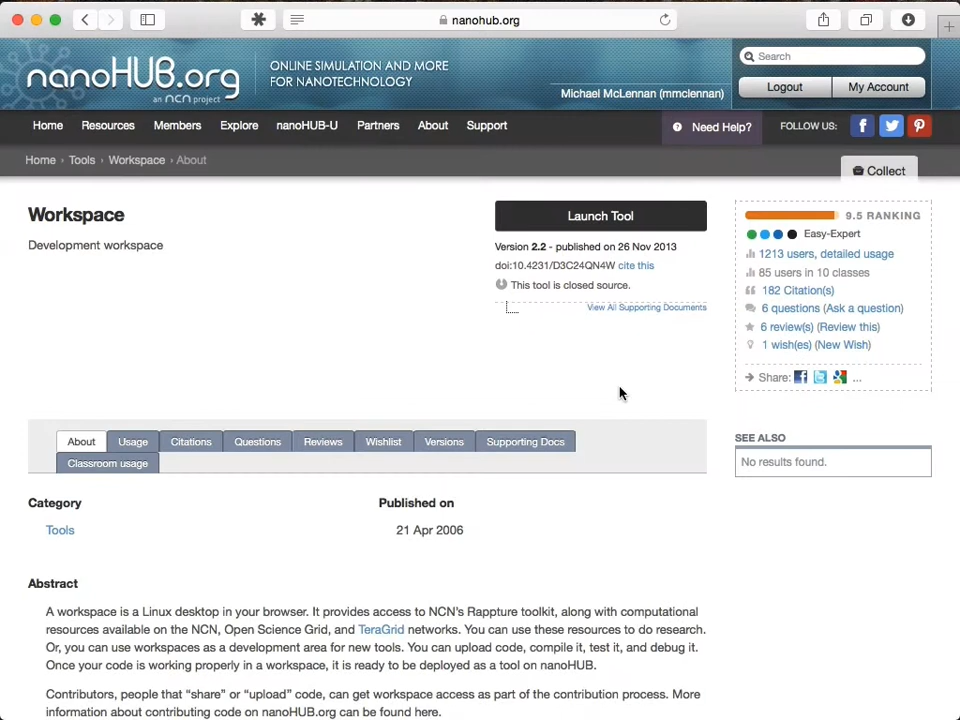 nanohub.org
nanoHUB.org
an ncn project
ONLINE SIMULATION AND MORE
FOR NANOTECHNOLOGY
Michael McLennan (mmclennan)
Search
Logout
My Account
Home
Resources
Members
Explore
nanoHUB-U
Partners
About
Support
Need Help?
FOLLOW US:
Home › Tools › Workspace › About
Collect
Workspace
Development workspace
Launch Tool
Version 2.2 - published on 26 Nov 2013
doi:10.4231/D3C24QN4W cite this
This tool is closed source.
View All Supporting Documents
9.5 RANKING
Easy-Expert
1213 users, detailed usage
85 users in 10 classes
182 Citation(s)
6 questions (Ask a question)
6 review(s) (Review this)
1 wish(es) (New Wish)
Share: ...
SEE ALSO
No results found.
About
Usage
Citations
Questions
Reviews
Wishlist
Versions
Supporting Docs
Classroom usage
Category
Tools
Published on
21 Apr 2006
Abstract
A workspace is a Linux desktop in your browser. It provides access to NCN's Rappture toolkit, along with computational
resources available on the NCN, Open Science Grid, and TeraGrid networks. You can use these resources to do research.
Or, you can use workspaces as a development area for new tools. You can upload code, compile it, test it, and debug it.
Once your code is working properly in a workspace, it is ready to be deployed as a tool on nanoHUB.
Contributors, people that “share” or “upload” code, can get workspace access as part of the contribution process. More
information about contributing code on nanoHUB.org can be found here.